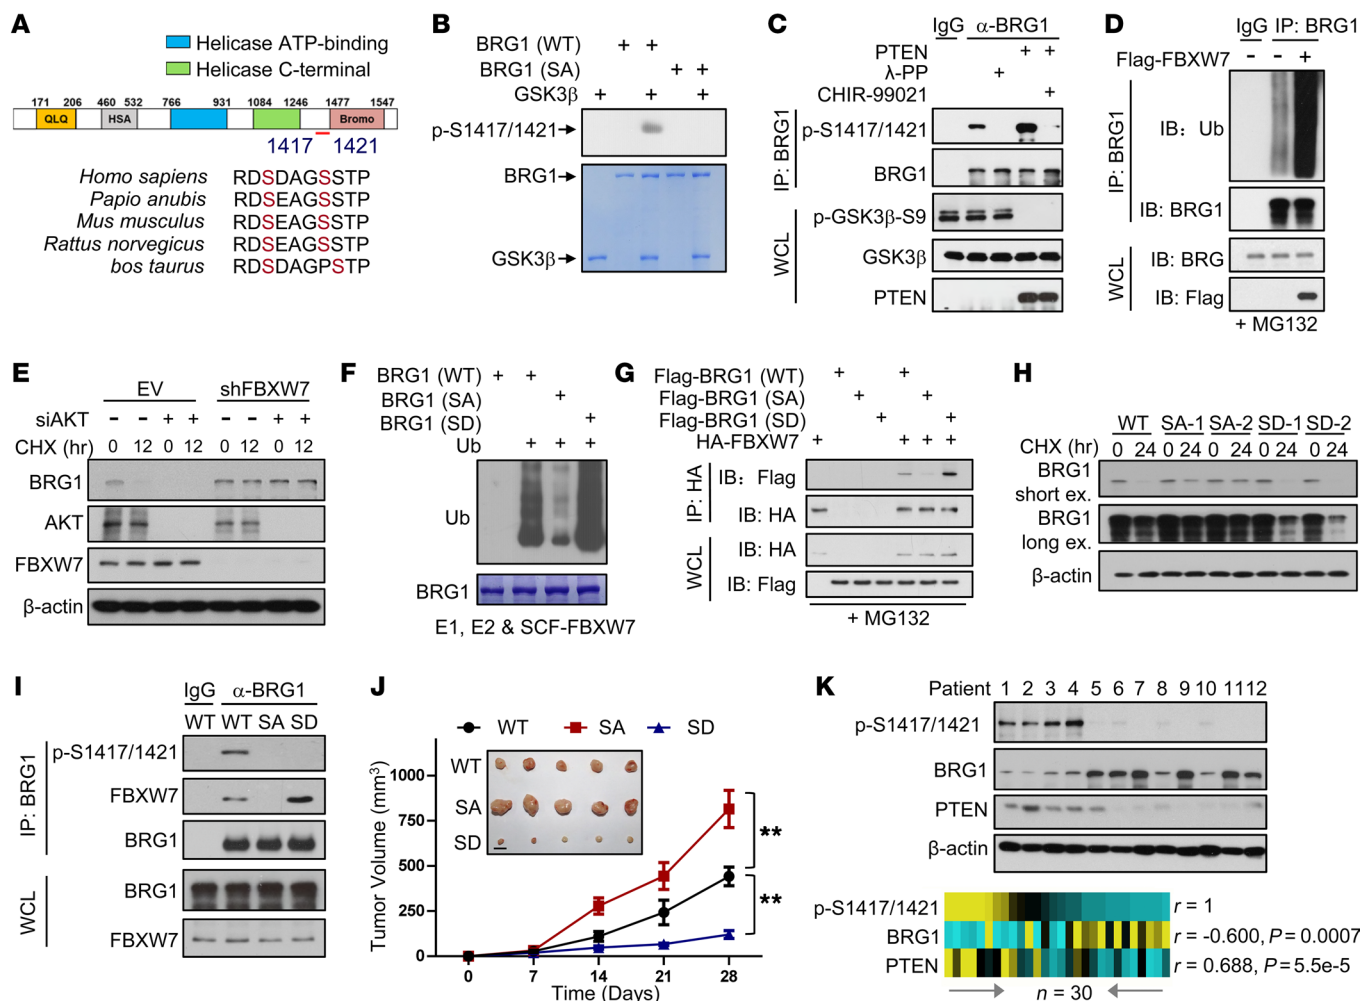 A
Helicase ATP-binding
Helicase C-terminal
171 206 460 532 766 931 1084 1246 1477 1547
QLQ HSA Bromo
1417 1421
Homo sapiens RDSDAGSSTP
Papio anubis RDSEAGSSTP
Mus musculus RDSEAGSSTP
Rattus norvegicus RDSEAGSSTP
bos taurus RDSDAGPSTP
B
BRG1 (WT) + +
BRG1 (SA) + +
GSK3β + + +
p-S1417/1421
BRG1
GSK3β
C
IgG α-BRG1
PTEN + +
λ-PP +
CHIR-99021 +
IP: BRG1
p-S1417/1421
BRG1
WCL
p-GSK3β-S9
GSK3β
PTEN
D
IgG IP: BRG1
Flag-FBXW7 - - +
IP: BRG1
IB: Ub
IB: BRG1
WCL
IB: BRG
IB: Flag
+ MG132
E
EV shFBXW7
siAKT - - + + - - + +
CHX (hr) 0 12 0 12 0 12 0 12
BRG1
AKT
FBXW7
β-actin
F
BRG1 (WT) + +
BRG1 (SA) +
BRG1 (SD) +
Ub + + +
Ub
BRG1
E1, E2 & SCF-FBXW7
G
Flag-BRG1 (WT) + +
Flag-BRG1 (SA) + +
Flag-BRG1 (SD) + +
HA-FBXW7 + + + +
IP: HA
IB: Flag
IB: HA
WCL
IB: HA
IB: Flag
+ MG132
H
WT SA-1 SA-2 SD-1 SD-2
CHX (hr) 0 24 0 24 0 24 0 24 0 24
BRG1
short ex.
BRG1
long ex.
β-actin
I
IgG α-BRG1
WT WT SA SD
IP: BRG1
p-S1417/1421
FBXW7
BRG1
WCL
BRG1
FBXW7
J
WT SA SD
WT
SA
SD
Tumor Volume (mm3)
1000
750
500
250
0
**
**
0 7 14 21 28
Time (Days)
K
Patient 1 2 3 4 5 6 7 8 9 10 11 12
p-S1417/1421
BRG1
PTEN
β-actin
p-S1417/1421 r = 1
BRG1 r = -0.600, P = 0.0007
PTEN r = 0.688, P = 5.5e-5
n = 30